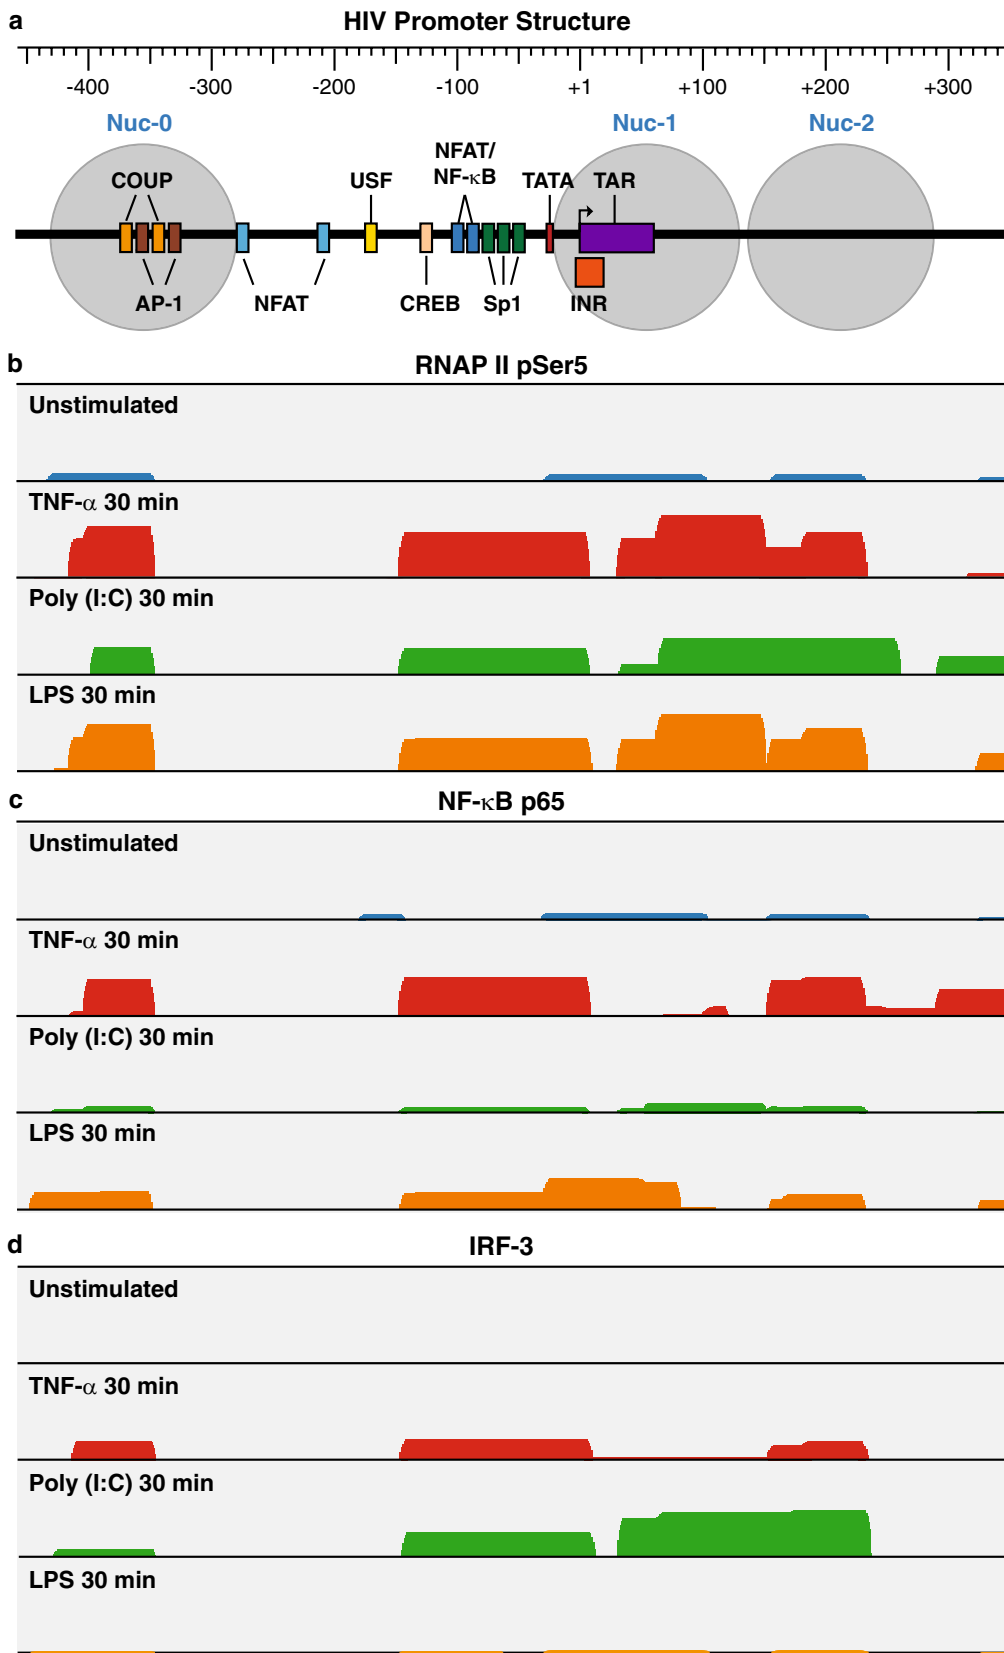 a
HIV Promoter Structure
-400 -300 -200 -100 +1 +100 +200 +300
Nuc-0 Nuc-1 Nuc-2
COUP USF NFAT/ NF-κB TATA TAR
AP-1 NFAT CREB Sp1 INR
b
RNAP II pSer5
Unstimulated
TNF-α 30 min
Poly (I:C) 30 min
LPS 30 min
c
NF-κB p65
Unstimulated
TNF-α 30 min
Poly (I:C) 30 min
LPS 30 min
d
IRF-3
Unstimulated
TNF-α 30 min
Poly (I:C) 30 min
LPS 30 min